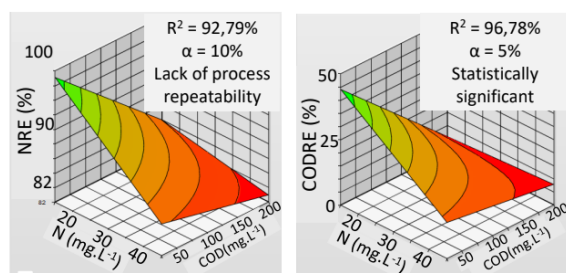 R² = 92,79%
α = 10%
Lack of process
repeatability
100
90
82
82
NRE (%)
20
30
40
N (mg.L⁻¹)
50
100
150
200
COD(mg.L⁻¹)
R² = 96,78%
α = 5%
Statistically
significant
50
25
0
CODRE (%)
20
30
40
N (mg.L⁻¹)
50
100
150
200
COD(mg.L⁻¹)